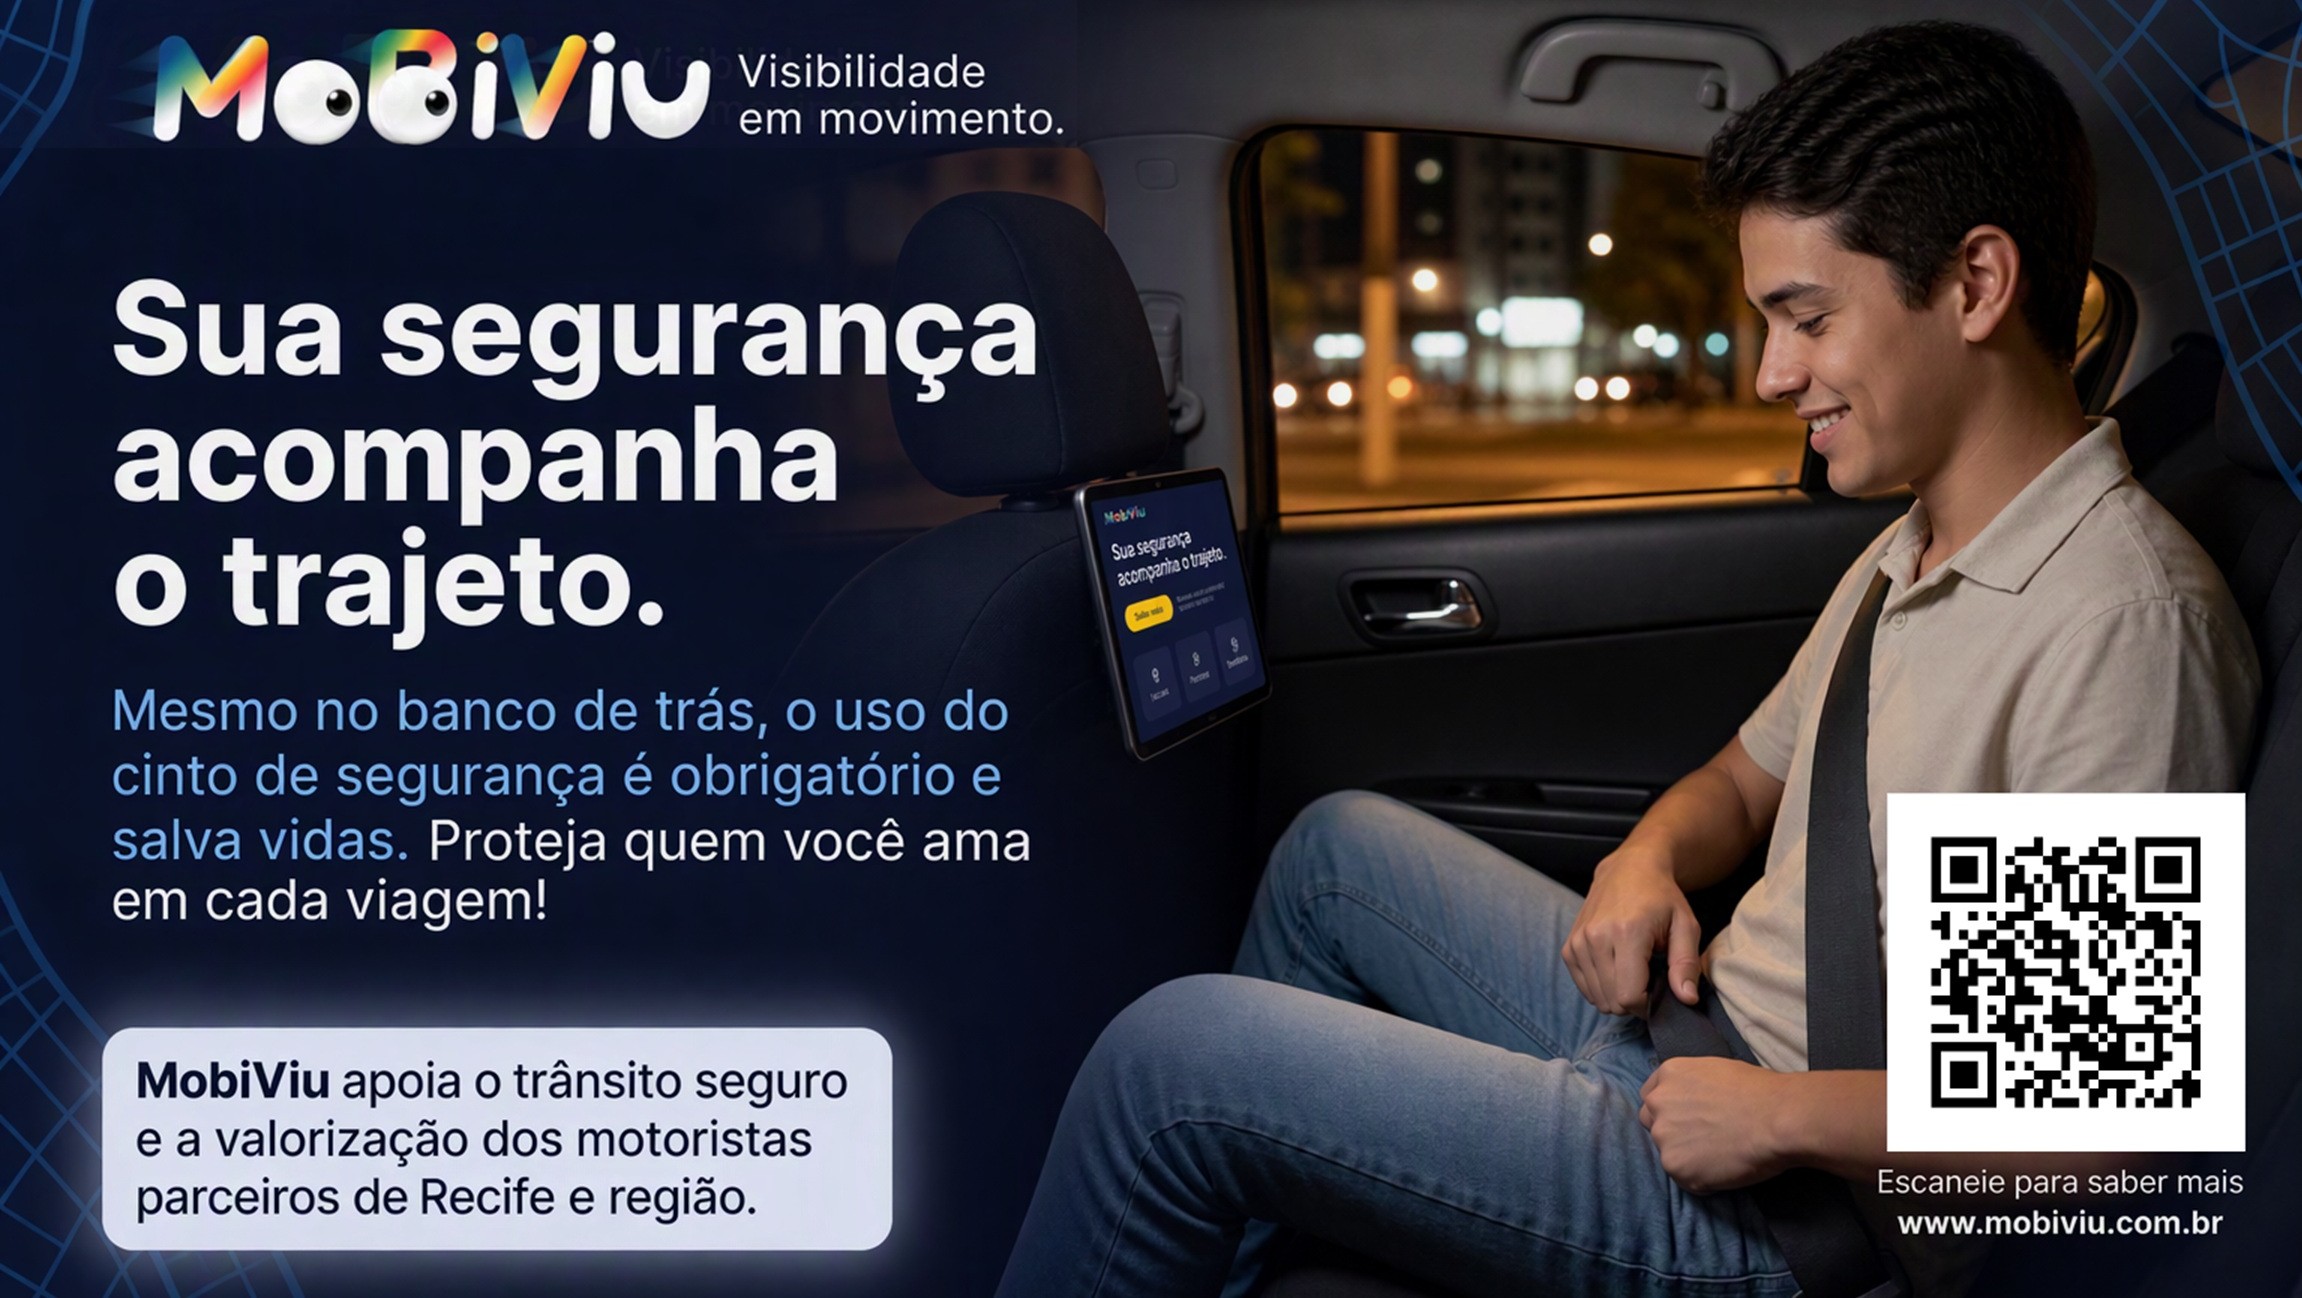 MoBiViu
Visibilidade
em movimento.
Sua segurança
acompanha
o trajeto.
Mesmo no banco de trás, o uso do
cinto de segurança é obrigatório e
salva vidas. Proteja quem você ama
em cada viagem!
MobiViu
Sua segurança
acompanha o trajeto.
MobiViu apoia o trânsito seguro
e a valorização dos motoristas
parceiros de Recife e região.
Escaneie para saber mais
www.mobiviu.com.br